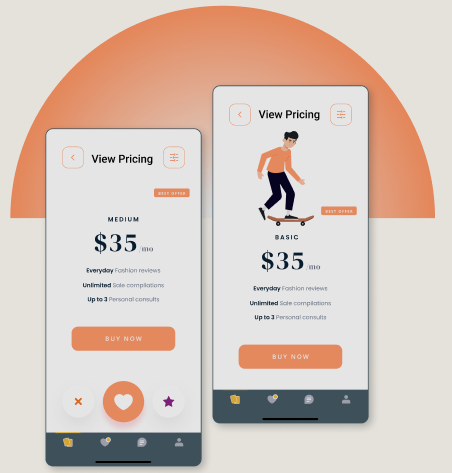 View Pricing
BEST OFFER
MEDIUM
$35/mo
Everyday Fashion reviews
Unlimited Sale compilations
Up to 3 Personal consults
BUY NOW
View Pricing
BEST OFFER
BASIC
$35/mo
Everyday Fashion reviews
Unlimited Sale compilations
Up to 3 Personal consults
BUY NOW